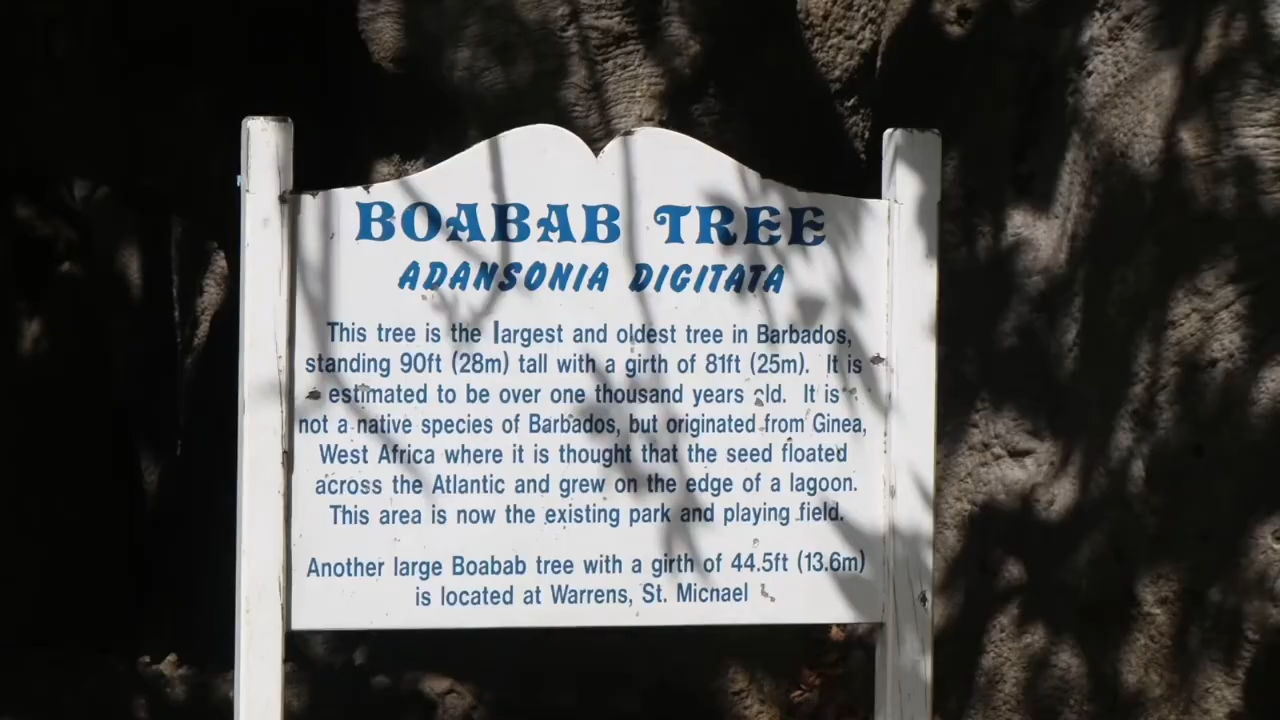 BOABAB TREE
ADANSONIA DIGITATA
This tree is the largest and oldest tree in Barbados,
standing 90ft (28m) tall with a girth of 81ft (25m). It is
estimated to be over one thousand years old. It is
not a native species of Barbados, but originated from Ginea,
West Africa where it is thought that the seed floated
across the Atlantic and grew on the edge of a lagoon.
This area is now the existing park and playing field.
Another large Boabab tree with a girth of 44.5ft (13.6m)
is located at Warrens, St. Micnael